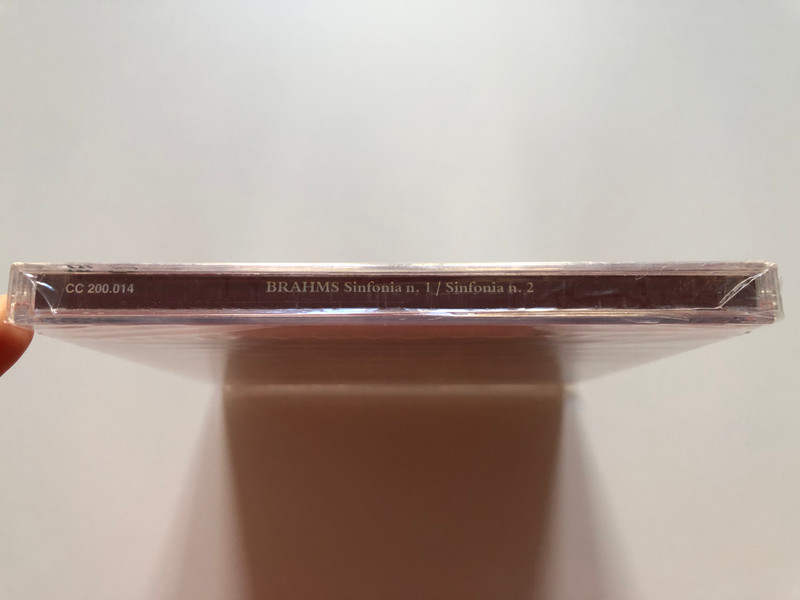 CC 200.014
BRAHMS Sinfonia n. 1 / Sinfonia n. 2